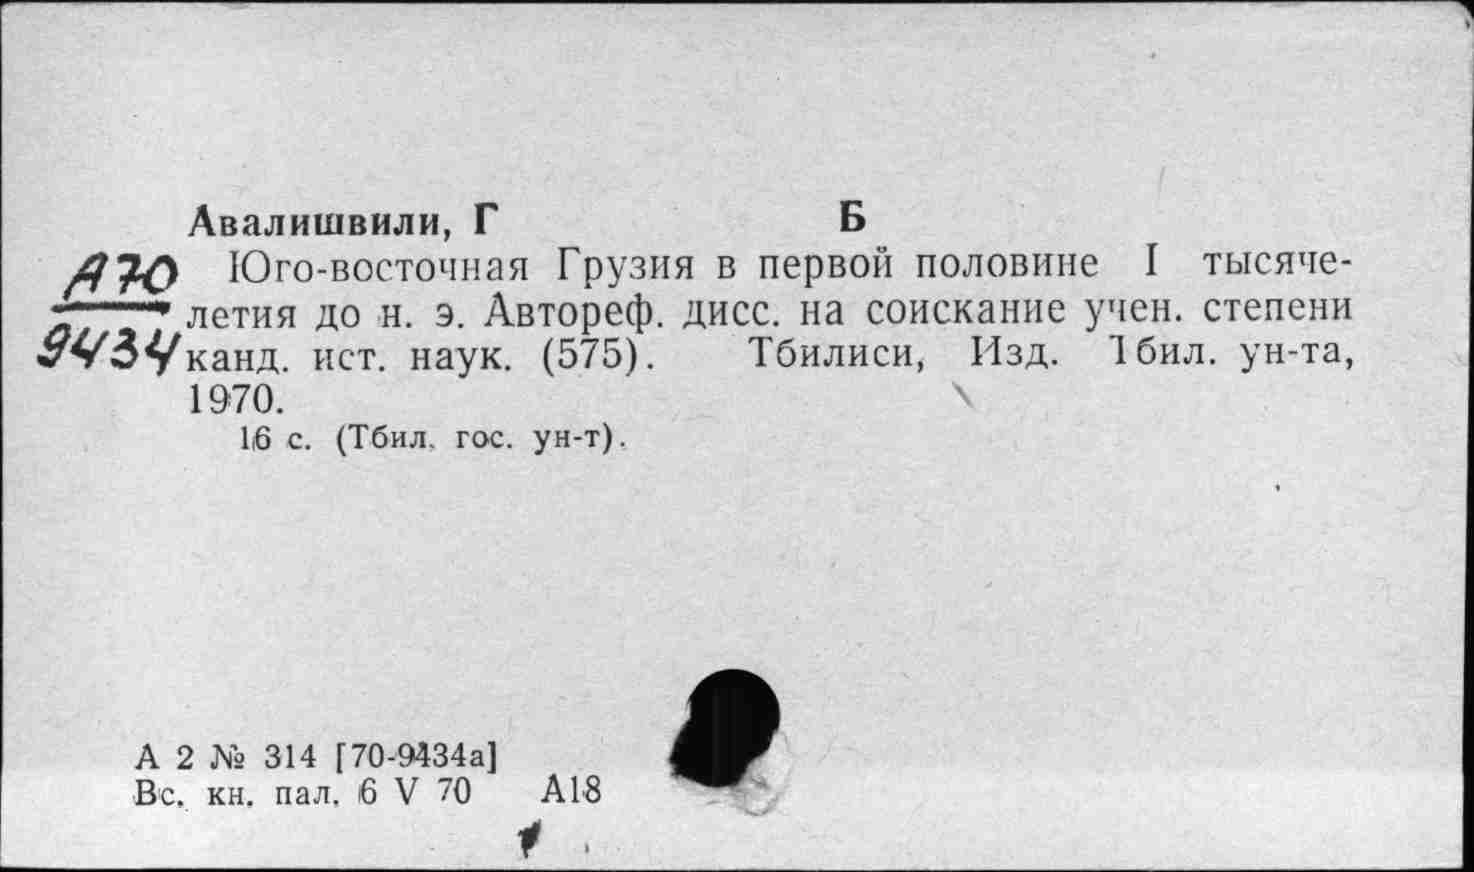 Авалишвили, Г Б
А70 Юго-восточная Грузия в первой половине I тысяче-
летия до н. э. Автореф. дисс. на соискание учен. степени
9434 канд. ист. наук. (575). Тбилиси, Изд. Тбил. ун-та,
1970.
16 с. (Тбил. гос. ун-т).
А 2 № 314 [70-9434а]
Вс. кн. пал. 6 V 70 А18